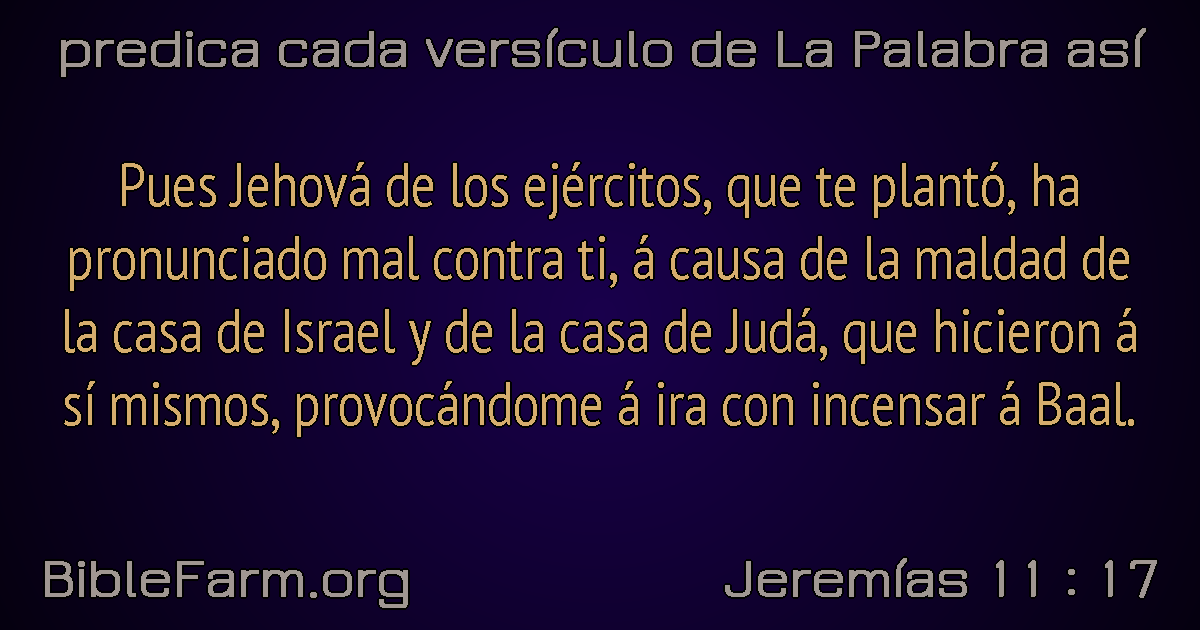 predica cada versículo de La Palabra así
Pues Jehová de los ejércitos, que te plantó, ha
pronunciado mal contra ti, á causa de la maldad de
la casa de Israel y de la casa de Judá, que hicieron á
sí mismos, provocándome á ira con incensar á Baal.
BibleFarm.org
Jeremías 11 : 17